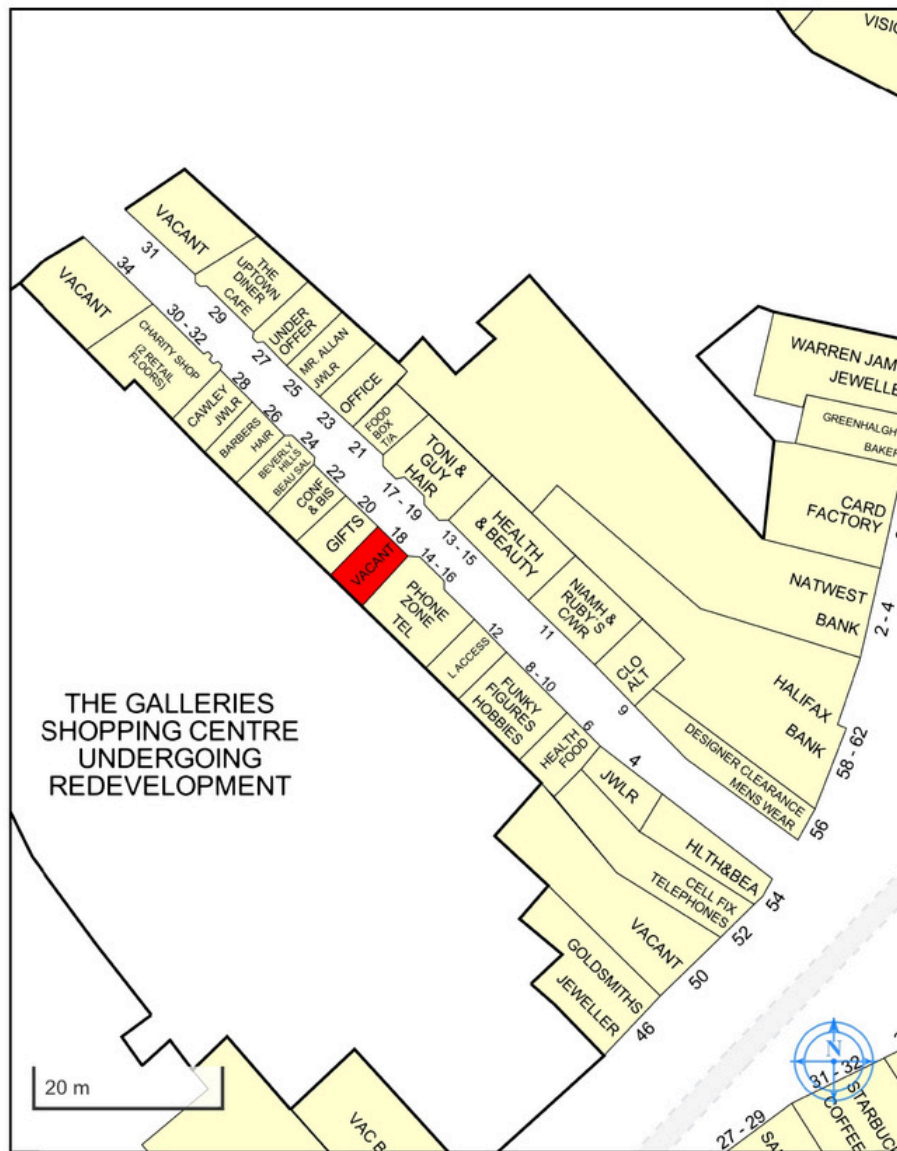 VACANT
31
THE
UPTOWN
DINER
CAFE
29
UNDER
OFFER
27
MR. ALLAN
JWLR
25
OFFICE
23
FOOD
BOX
T/A
21
TONI &
GUY
HAIR
17 - 19
HEALTH
& BEAUTY
13 - 15
NIAMH &
RUBY'S
C/WR
11
CLO
ALT
9
DESIGNER CLEARANCE
MENS WEAR
56
HALIFAX
BANK
58 - 62
NATWEST
BANK
2 - 4
CARD
FACTORY
GREENHALGH
BAKER
WARREN JAM
JEWELLE
VISIO
VACANT
34
CHARITY SHOP
(2 RETAIL
FLOORS)
30 - 32
CAWLEY
JWLR
28
BARBERS
HAIR
26
BEVERLY
HILLS
BEAU SAL
24
CONF
& BIS
22
GIFTS
20
VACANT
18
PHONE
ZONE
TEL
14 - 16
L ACCESS
12
FUNKY
FIGURES
HOBBIES
8 - 10
HEALTH
FOOD
6
JWLR
4
HLTH&BEA
54
CELL FIX
TELEPHONES
52
VACANT
50
GOLDSMITHS
JEWELLER
46
THE GALLERIES
SHOPPING CENTRE
UNDERGOING
REDEVELOPMENT
20 m
VAC B
N
31 - 32
STARBUC
COFFEE
27 - 29
SA